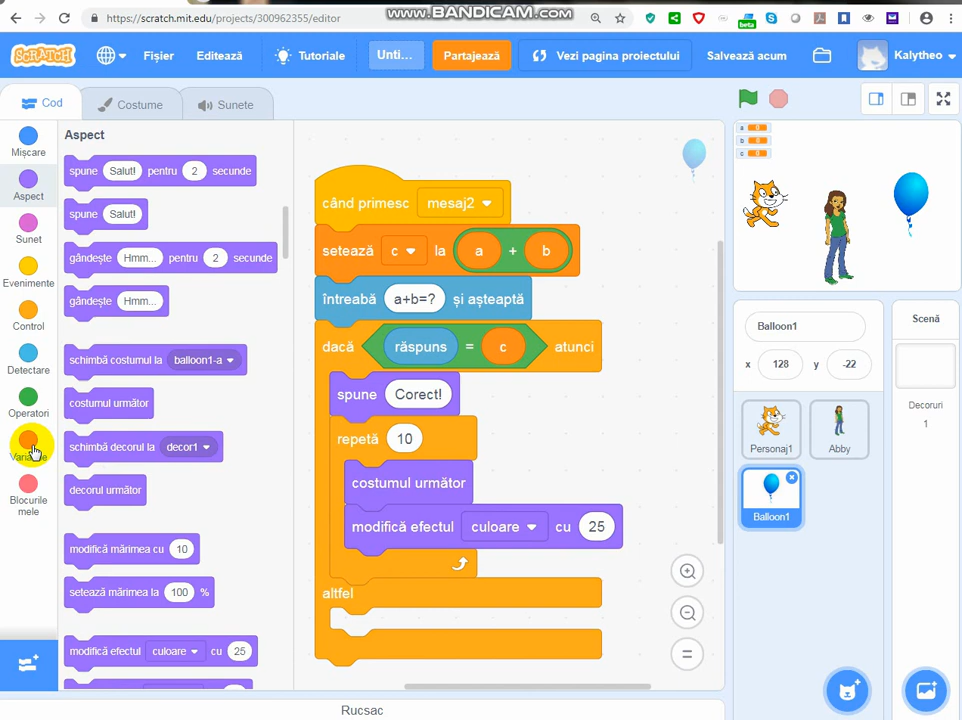 WWW.BANDICAM.COM
https://scratch.mit.edu/projects/300962355/editor
beta
SCRATCH
Fișier
Editează
Tutoriale
Unti...
Partajează
Vezi pagina proiectului
Salvează acum
Kalytheo
Cod
Costume
Sunete
Mișcare
Aspect
Sunet
Evenimente
Control
Detectare
Operatori
Blocurile mele
Aspect
spune Salut! pentru 2 secunde
spune Salut!
gândește Hmm... pentru 2 secunde
gândește Hmm...
schimbă costumul la balloon1-a
costumul următor
schimbă decorul la decor1
decorul următor
modifică mărimea cu 10
setează mărimea la 100 %
modifică efectul culoare cu 25
când primesc mesaj2
setează c la a + b
întreabă a+b=? și așteaptă
dacă răspuns = c atunci
spune Corect!
repetă 10
costumul următor
modifică efectul culoare cu 25
altfel
Rucsac
a 0
b 0
c 0
Balloon1
x 128 y -22
Personaj1
Abby
Balloon1
Scenă
Decoruri
1